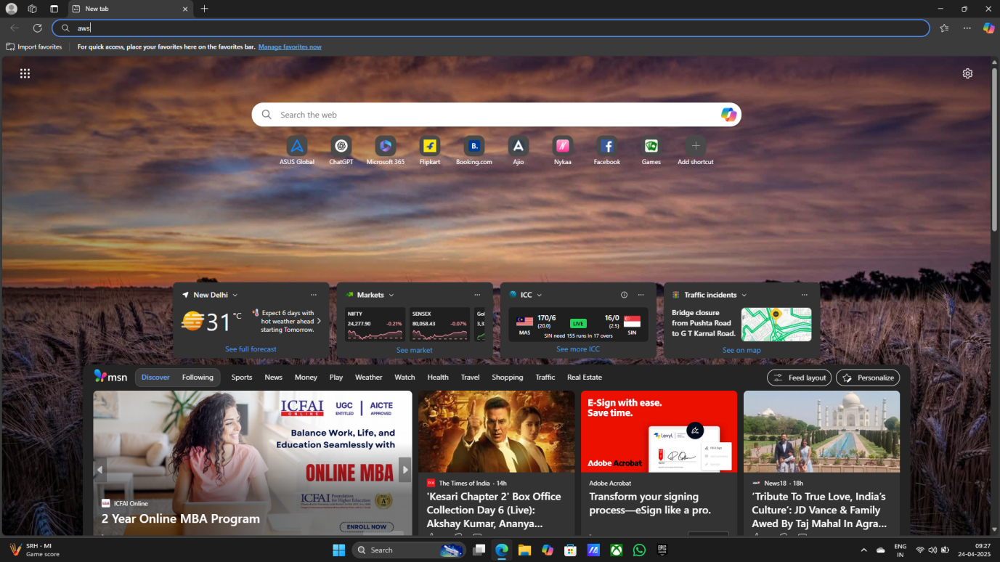 New tab
aws
Import favorites
For quick access, place your favorites here on the favorites bar. Manage favorites now
Search the web
ASUS Global
ChatGPT
Microsoft 365
Flipkart
B.
Booking.com
Ajio
Nykaa
Facebook
Games
Add shortcut
New Delhi
31 °C
Expect 6 days with
hot weather ahead
starting Tomorrow.
See full forecast
Markets
NIFTY
24,277.90 -0.21%
SENSEX
80,058.43 -0.07%
Gol
3,3
See market
ICC
170/6
(20.0)
MAS
LIVE
16/0
(2.5)
SIN
SIN need 155 runs in 17 overs
See more ICC
Traffic incidents
Bridge closure
from Pushta Road
to G T Karnal Road.
See on map
msn
Discover
Following
Sports
News
Money
Play
Weather
Watch
Health
Travel
Shopping
Traffic
Real Estate
Feed layout
Personalize
ICFAI
ONLINE
UGC
ENTITLED
AICTE
APPROVED
Balance Work, Life, and
Education Seamlessly with
ONLINE MBA
ICFAI Foundation
for Higher Education
ENROLL NOW
ICFAI Online
2 Year Online MBA Program
The Times of India · 14h
'Kesari Chapter 2' Box Office
Collection Day 6 (Live):
Akshay Kumar, Ananya...
E-Sign with ease.
Save time.
Levyl
Adobe Acrobat
Adobe Acrobat
Transform your signing
process—eSign like a pro.
News18 · 18h
‘Tribute To True Love, India’s
Culture’: JD Vance & Family
Awed By Taj Mahal In Agra...
SRH - MI
Game score
Search
EPIC
ENG
IN
09:27
24-04-2025